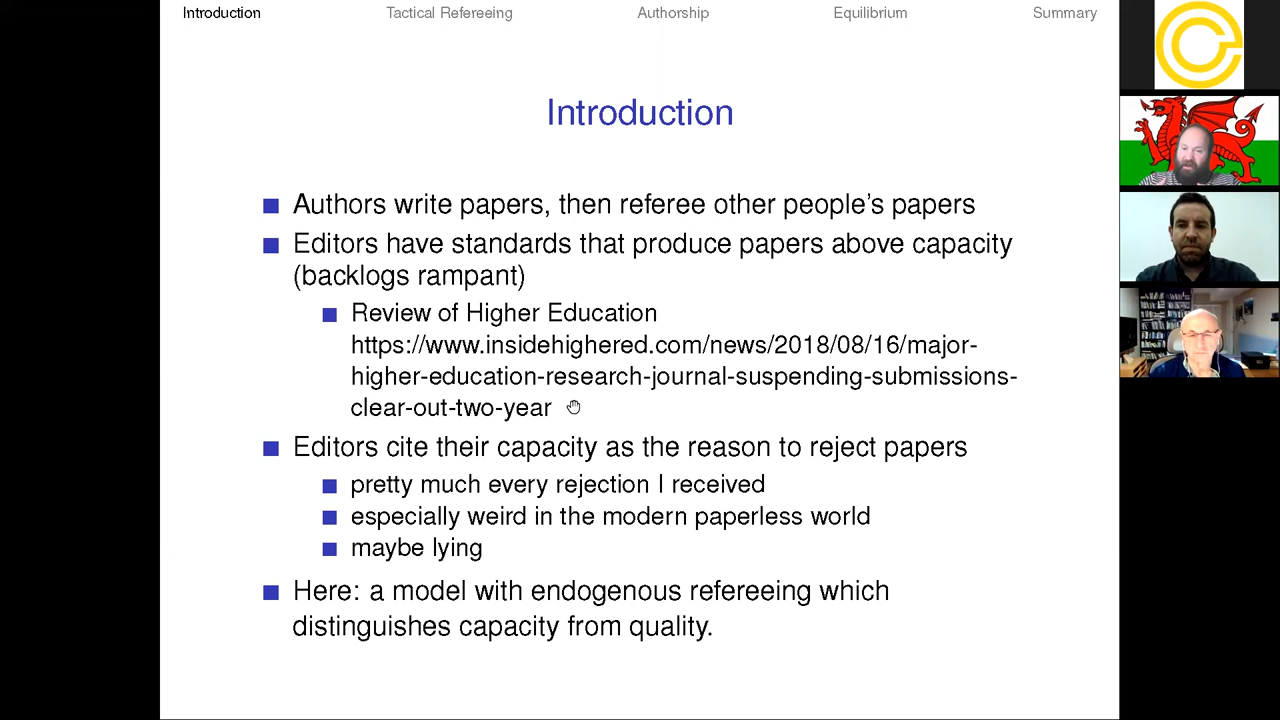 Introduction
Tactical Refereeing
Authorship
Equilibrium
Summary
Introduction
Authors write papers, then referee other people's papers
Editors have standards that produce papers above capacity
(backlogs rampant)
Review of Higher Education
https://www.insidehighered.com/news/2018/08/16/major-
higher-education-research-journal-suspending-submissions-
clear-out-two-year
Editors cite their capacity as the reason to reject papers
pretty much every rejection I received
especially weird in the modern paperless world
maybe lying
Here: a model with endogenous refereeing which
distinguishes capacity from quality.